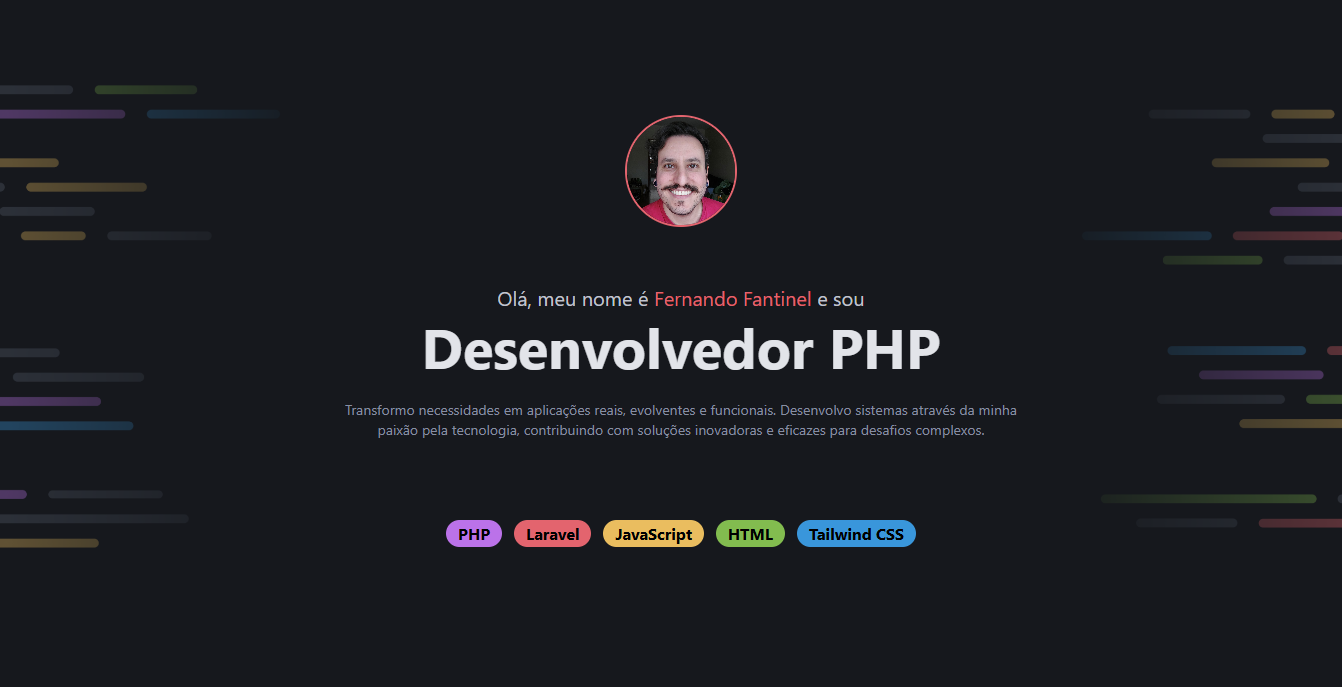 Olá, meu nome é Fernando Fantinel e sou
Desenvolvedor PHP
Transformo necessidades em aplicações reais, evolventes e funcionais. Desenvolvo sistemas através da minha
paixão pela tecnologia, contribuindo com soluções inovadoras e eficazes para desafios complexos.
PHP Laravel JavaScript HTML Tailwind CSS